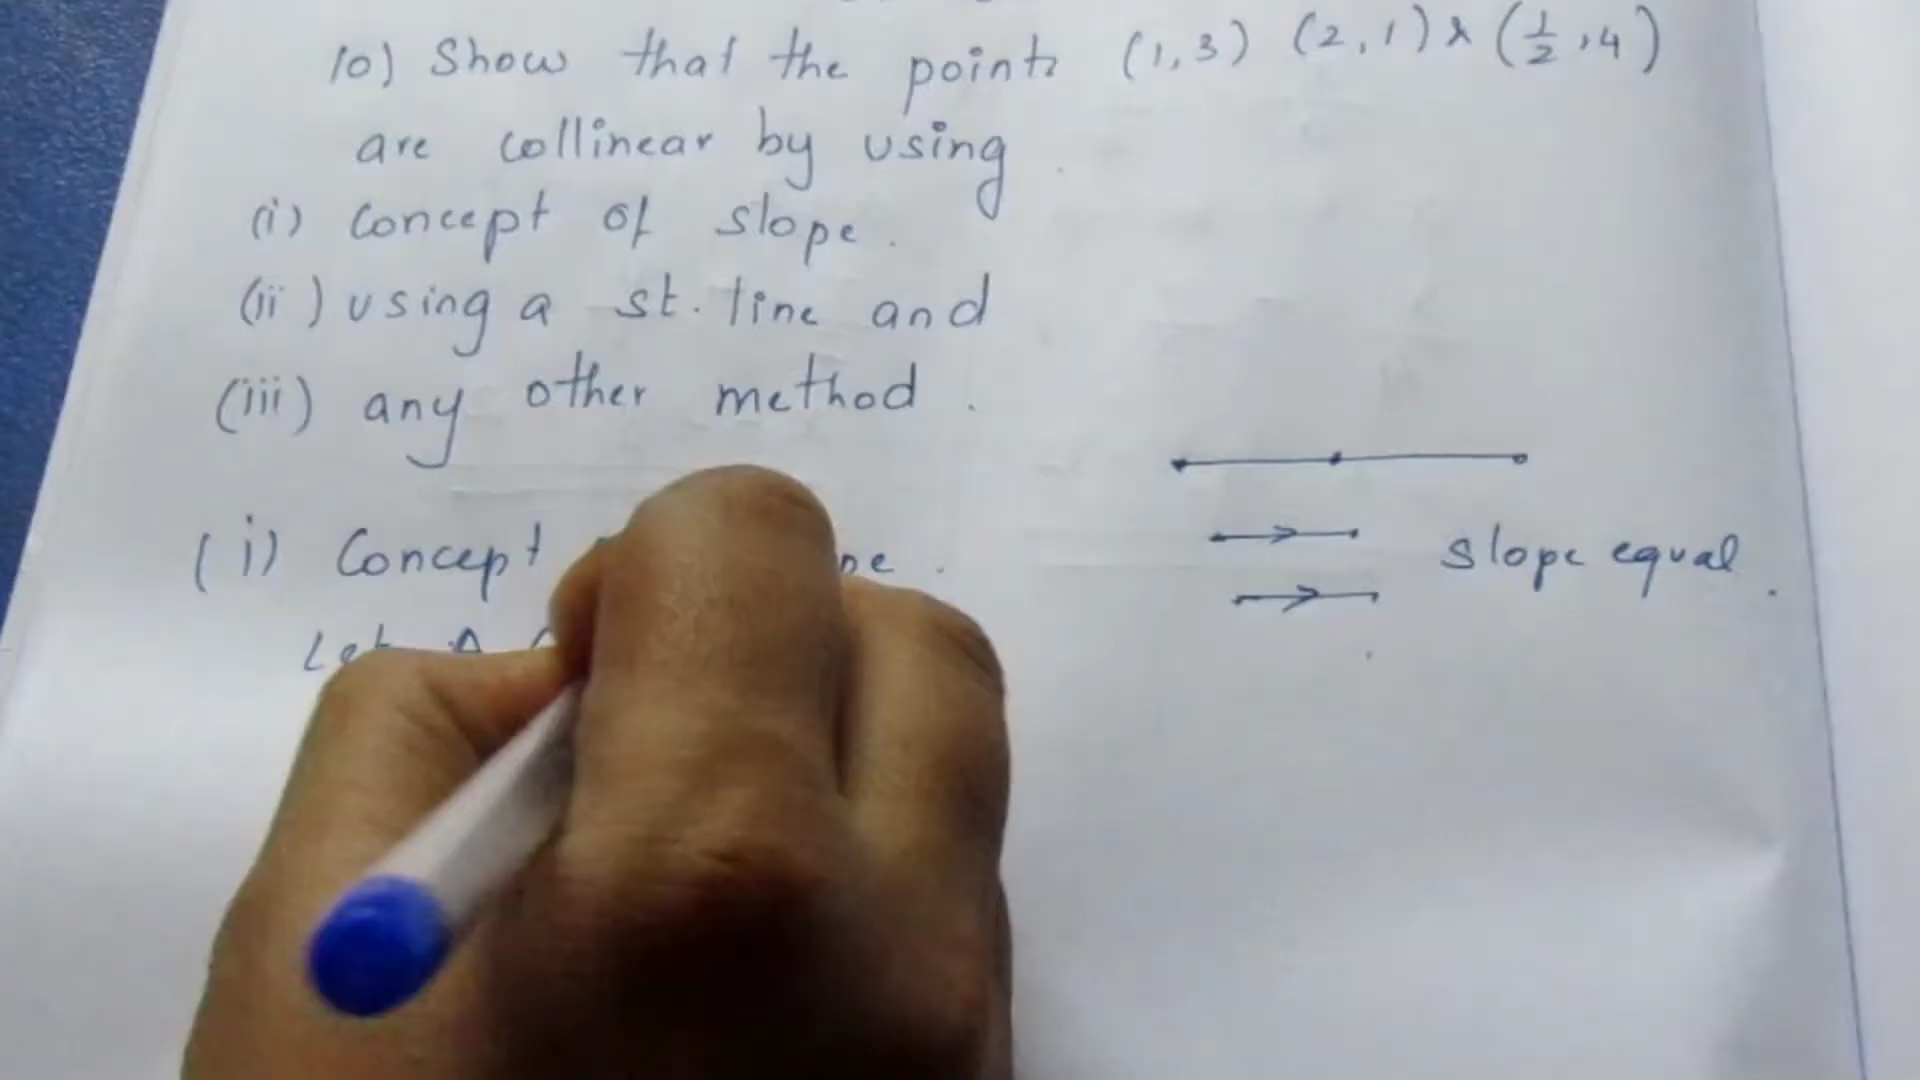 10) Show that the points (1,3) (2,1) & (1/2,4)
are collinear by using
(i) Concept of slope.
(ii) using a st. line and
(iii) any other method.
(i) Concept
slope equal.
Let A (